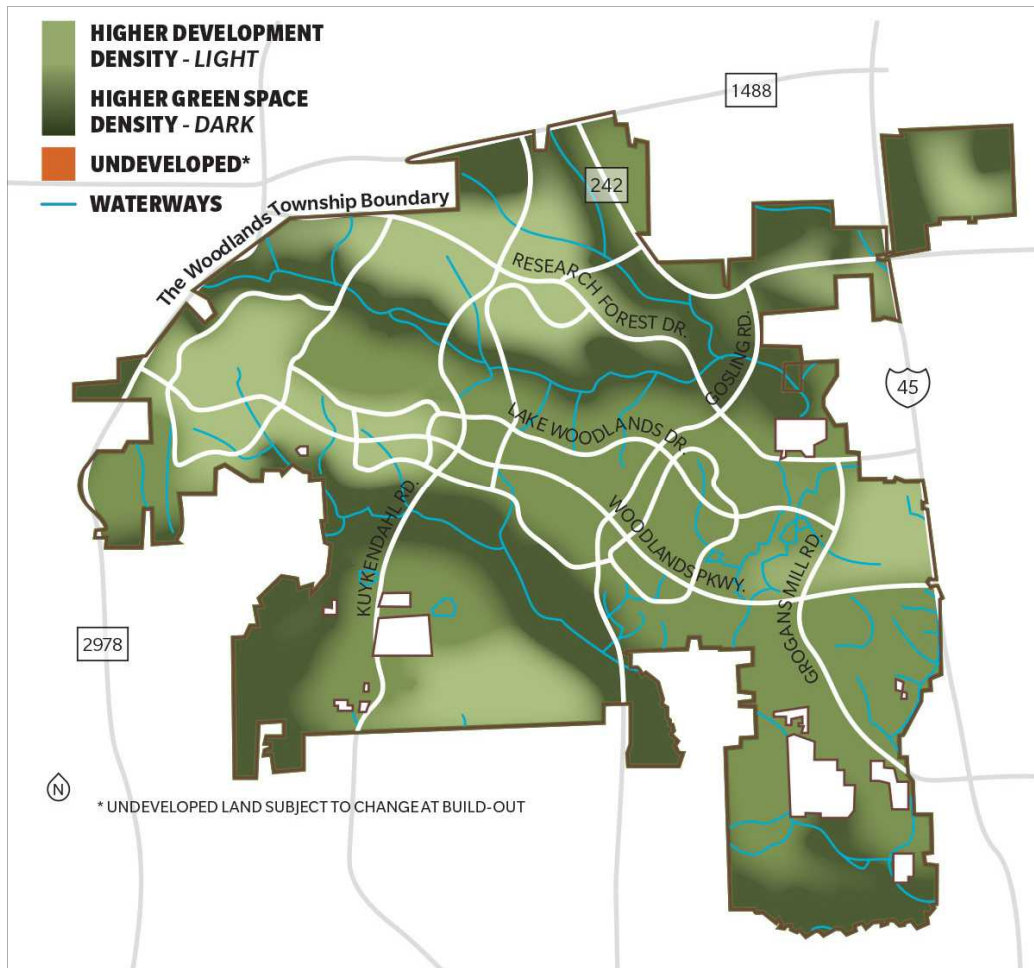 HIGHER DEVELOPMENT
DENSITY - LIGHT
HIGHER GREEN SPACE
DENSITY - DARK
UNDEVELOPED*
WATERWAYS
1488
242
The Woodlands Township Boundary
RESEARCH FOREST DR.
GOSLING RD.
45
LAKE WOODLANDS DR.
KUYKENDAHL RD.
WOODLANDS PKWY.
GROGANS MILL RD.
2978
N
* UNDEVELOPED LAND SUBJECT TO CHANGE AT BUILD-OUT